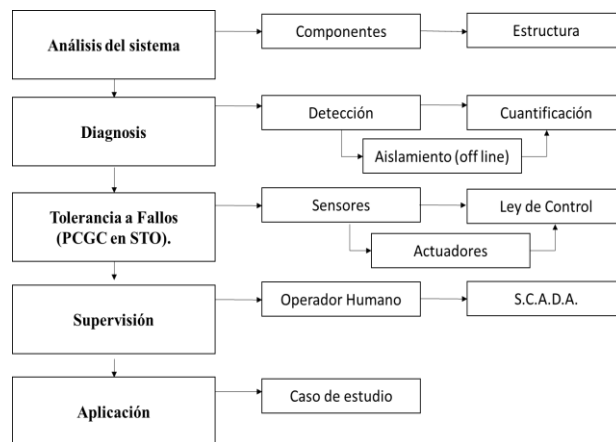 Análisis del sistema
Componentes
Estructura
Diagnosis
Detección
Cuantificación
Aislamiento (off line)
Tolerancia a Fallos
(PCGC en STO).
Sensores
Ley de Control
Actuadores
Supervisión
Operador Humano
S.C.A.D.A.
Aplicación
Caso de estudio